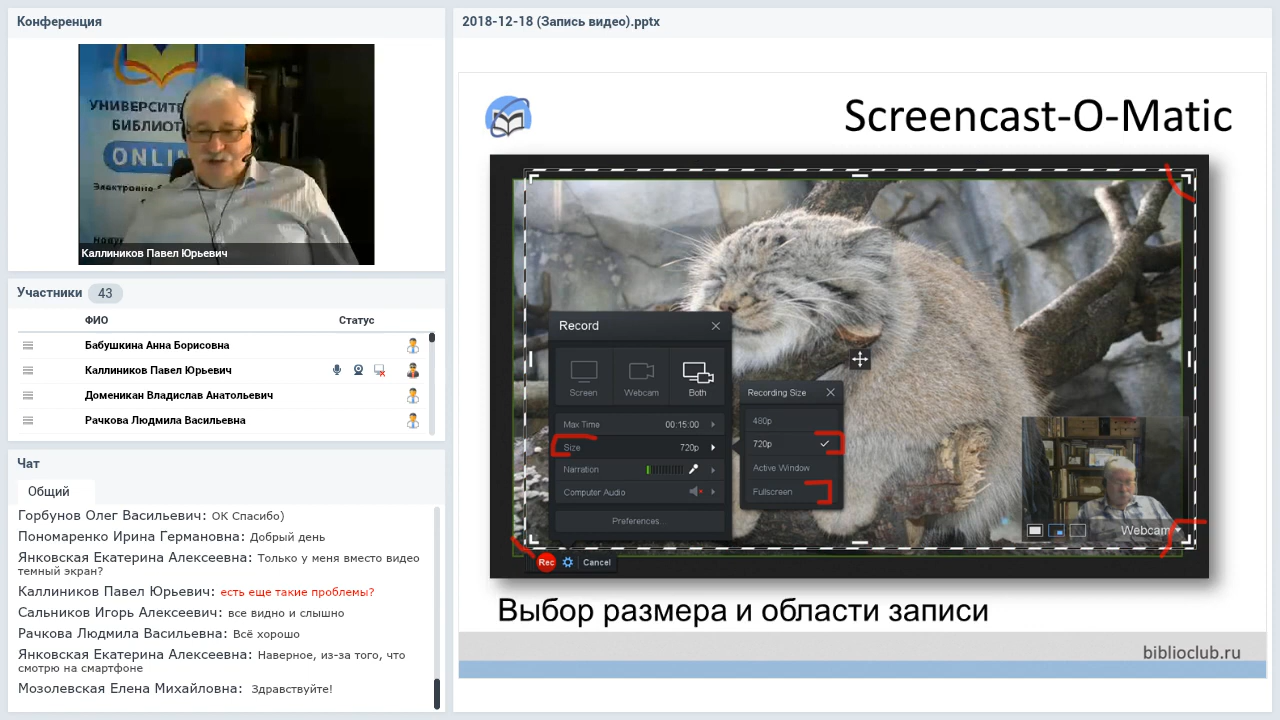 Конференция
УНИВЕРСИТЕ
БИБЛИОТ
ONLIN
Каллиников Павел Юрьевич
Участники 43
ФИО Статус
Бабушкина Анна Борисовна
Каллиников Павел Юрьевич
Доменикан Владислав Анатольевич
Рачкова Людмила Васильевна
Чат
Общий
Горбунов Олег Васильевич: ОК Спасибо)
Пономаренко Ирина Германовна: Добрый день
Янковская Екатерина Алексеевна: Только у меня вместо видео
темный экран?
Каллиников Павел Юрьевич: есть еще такие проблемы?
Сальников Игорь Алексеевич: все видно и слышно
Рачкова Людмила Васильевна: Всё хорошо
Янковская Екатерина Алексеевна: Наверное, из-за того, что
смотрю на смартфоне
Мозолевская Елена Михайловна: Здравствуйте!
2018-12-18 (Запись видео).pptx
Screencast-O-Matic
Record
Screen Webcam Both
Max Time 00:15:00
Size 720p
Narration
Computer Audio
Preferences...
Recording Size
480p
720p
Active Window
Fullscreen
Webcam
Rec Cancel
Выбор размера и области записи
biblioclub.ru